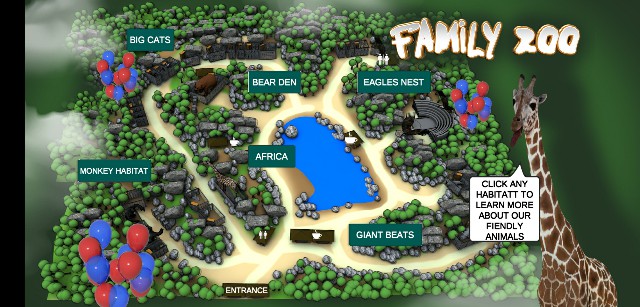 FAMILY ZOO
BIG CATS
BEAR DEN
EAGLES NEST
AFRICA
MONKEY HABITAT
CLICK ANY
HABITATT TO
LEARN MORE
ABOUT OUR
FIENDLY
ANIMALS
GIANT BEATS
ENTRANCE